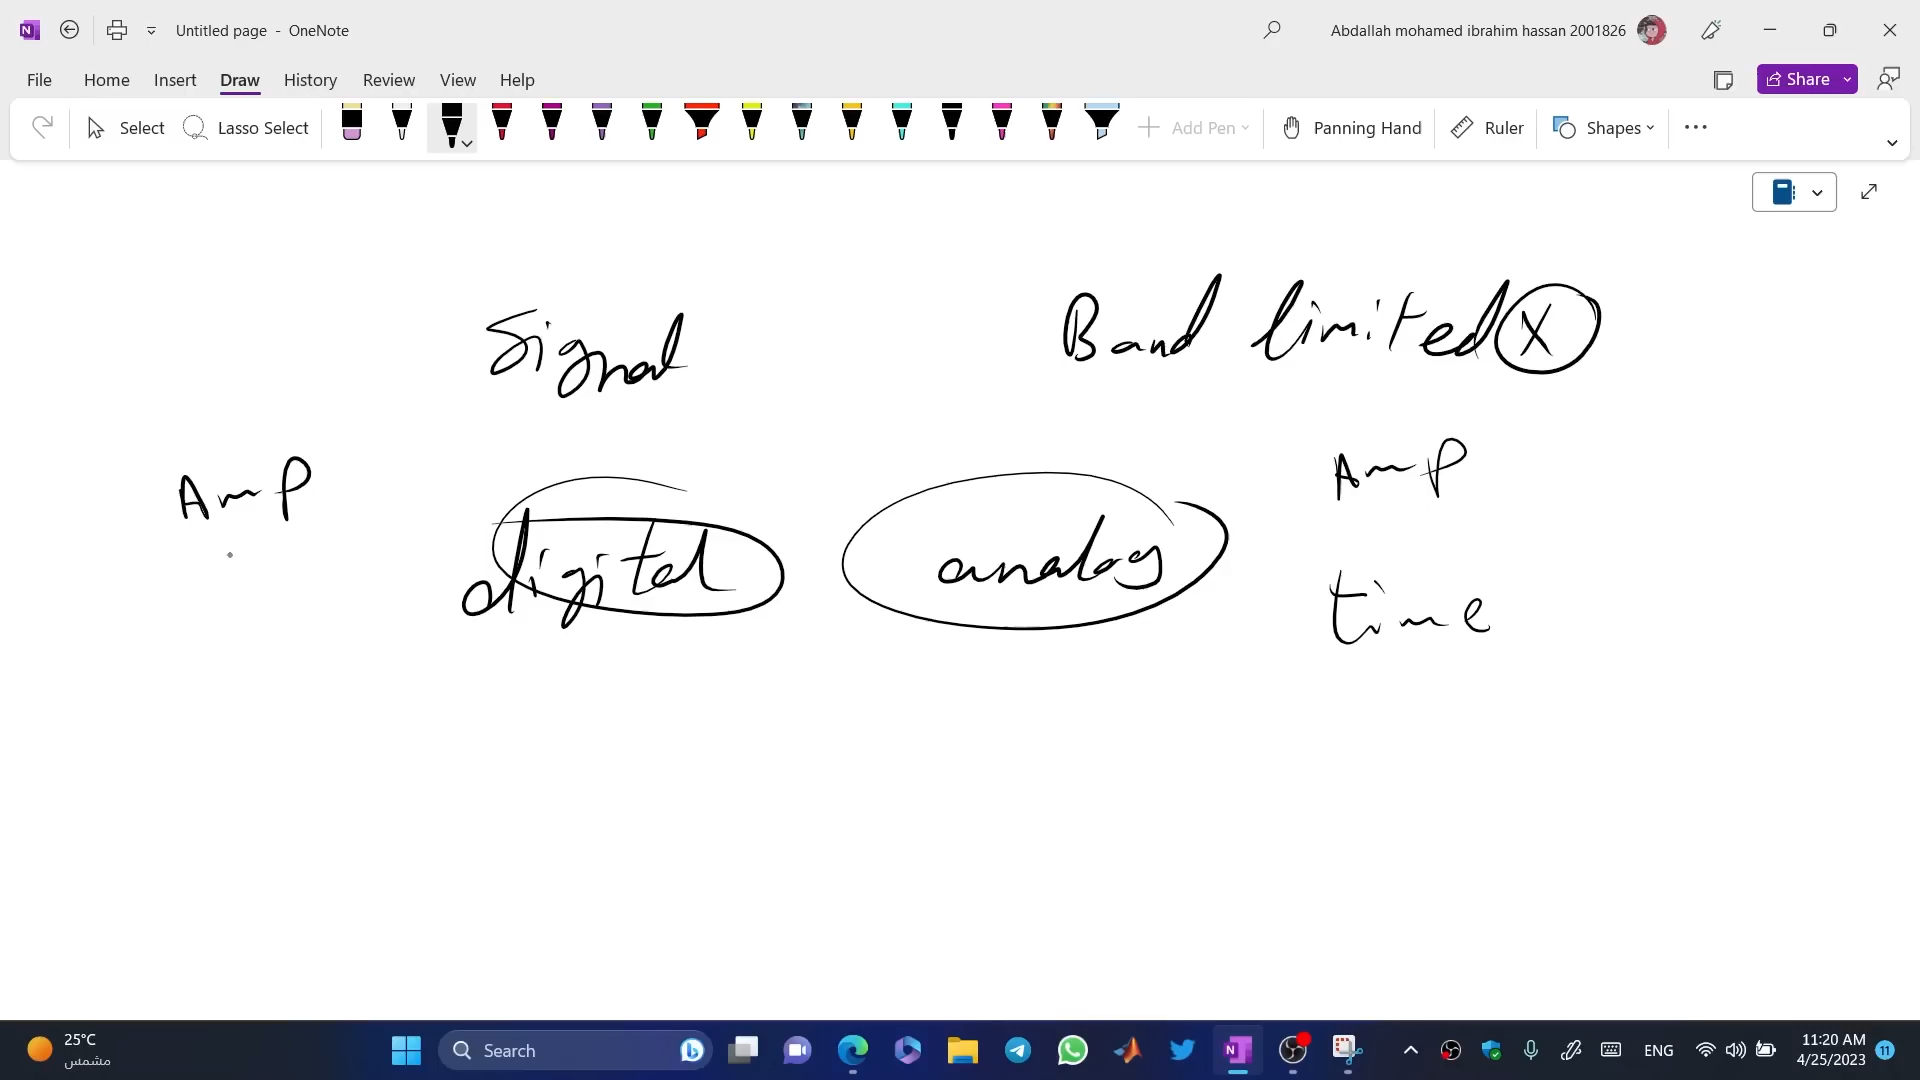 Untitled page - OneNote
Abdallah mohamed ibrahim hassan 2001826
File Home Insert Draw History Review View Help
Share
Select Lasso Select Add Pen Panning Hand Ruler Shapes
Signal Band limited X
Amp Amp
digital analog
time
25°C
مشمس
Search
ENG
11:20 AM
4/25/2023
11